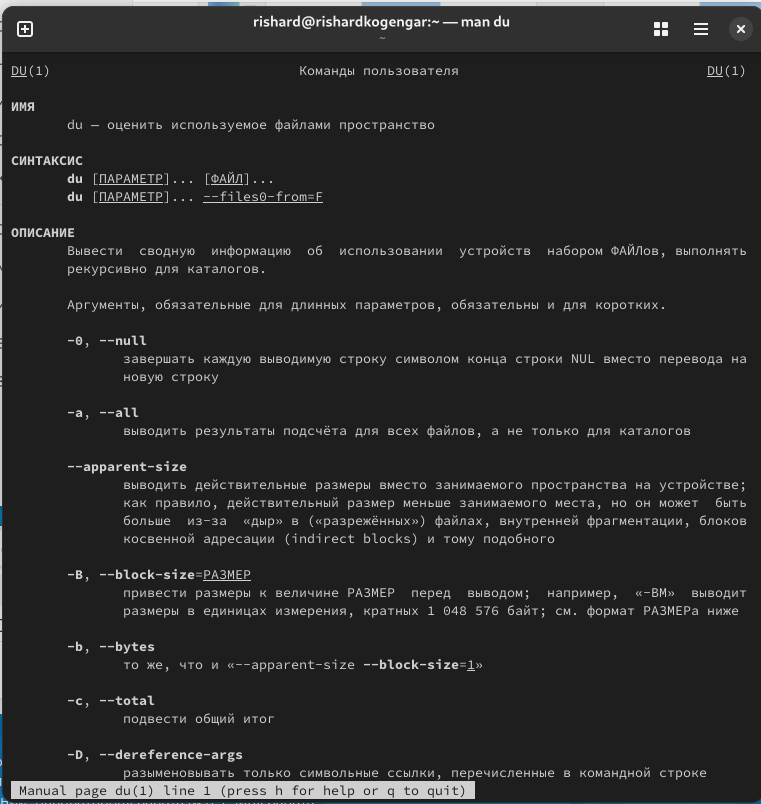 rishard@rishardkogengar:~ — man du
~
DU(1) Команды пользователя DU(1)
ИМЯ
du — оценить используемое файлами пространство
СИНТАКСИС
du [ПАРАМЕТР]... [ФАЙЛ]...
du [ПАРАМЕТР]... --files0-from=F
ОПИСАНИЕ
Вывести сводную информацию об использовании устройств набором ФАЙЛов, выполнять
рекурсивно для каталогов.
Аргументы, обязательные для длинных параметров, обязательны и для коротких.
-0, --null
завершать каждую выводимую строку символом конца строки NUL вместо перевода на
новую строку
-a, --all
выводить результаты подсчёта для всех файлов, а не только для каталогов
--apparent-size
выводить действительные размеры вместо занимаемого пространства на устройстве;
как правило, действительный размер меньше занимаемого места, но он может быть
больше из-за «дыр» в («разрежённых») файлах, внутренней фрагментации, блоков
косвенной адресации (indirect blocks) и тому подобного
-B, --block-size=РАЗМЕР
привести размеры к величине РАЗМЕР перед выводом; например, «-BM» выводит
размеры в единицах измерения, кратных 1 048 576 байт; см. формат РАЗМЕРа ниже
-b, --bytes
то же, что и «--apparent-size --block-size=1»
-c, --total
подвести общий итог
-D, --dereference-args
разыменовывать только символьные ссылки, перечисленные в командной строке
Manual page du(1) line 1 (press h for help or q to quit)